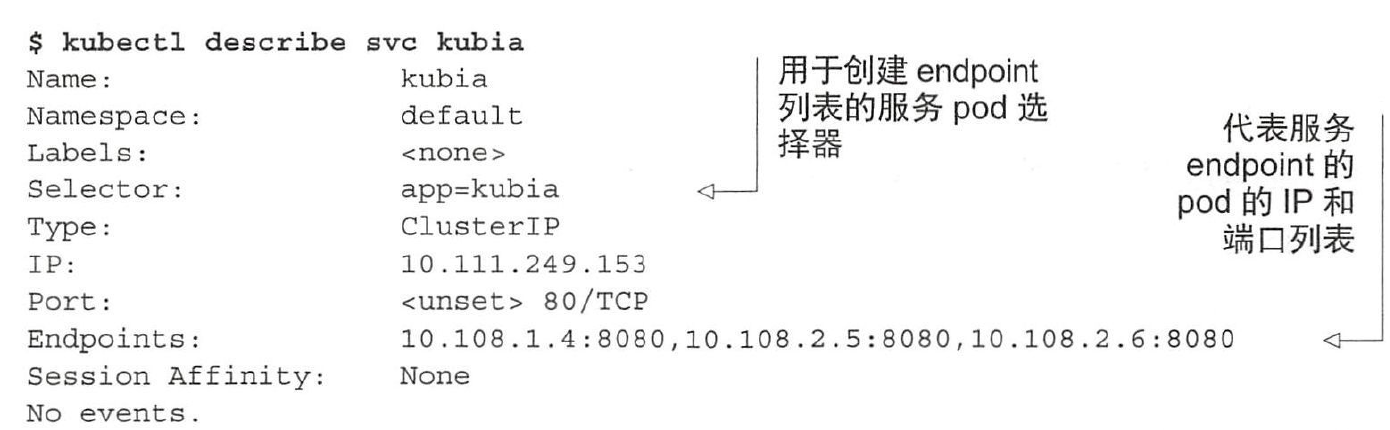 $ kubectl describe svc kubia
Name: kubia
Namespace: default
Labels: <none>
Selector: app=kubia
Type: ClusterIP
IP: 10.111.249.153
Port: <unset> 80/TCP
Endpoints: 10.108.1.4:8080,10.108.2.5:8080,10.108.2.6:8080
Session Affinity: None
No events.
用于创建 endpoint
列表的服务 pod 选
择器
代表服务
endpoint 的
pod 的 IP 和
端口列表